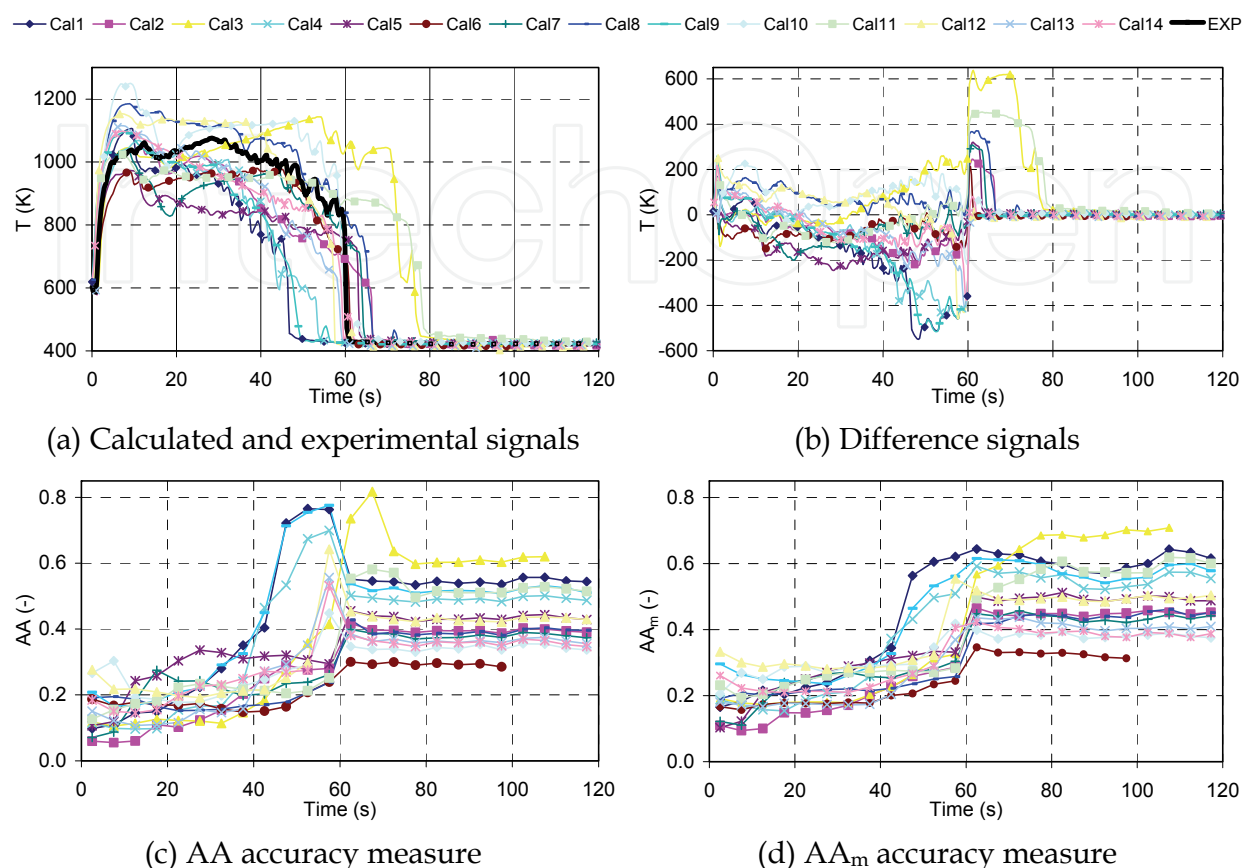 Cal1 Cal2 Cal3 Cal4 Cal5 Cal6 Cal7 Cal8 Cal9 Cal10 Cal11 Cal12 Cal13 Cal14 EXP
1200
1000
800
600
400
T (K)
0 20 40 60 80 100 120
Time (s)
(a) Calculated and experimental signals
600
400
200
0
-200
-400
-600
T (K)
0 20 40 60 80 100 120
Time (s)
(b) Difference signals
0.8
0.6
0.4
0.2
0.0
AA (-)
0 20 40 60 80 100 120
Time (s)
(c) AA accuracy measure
0.8
0.6
0.4
0.2
0.0
AAm (-)
0 20 40 60 80 100 120
Time (s)
(d) AAm accuracy measure